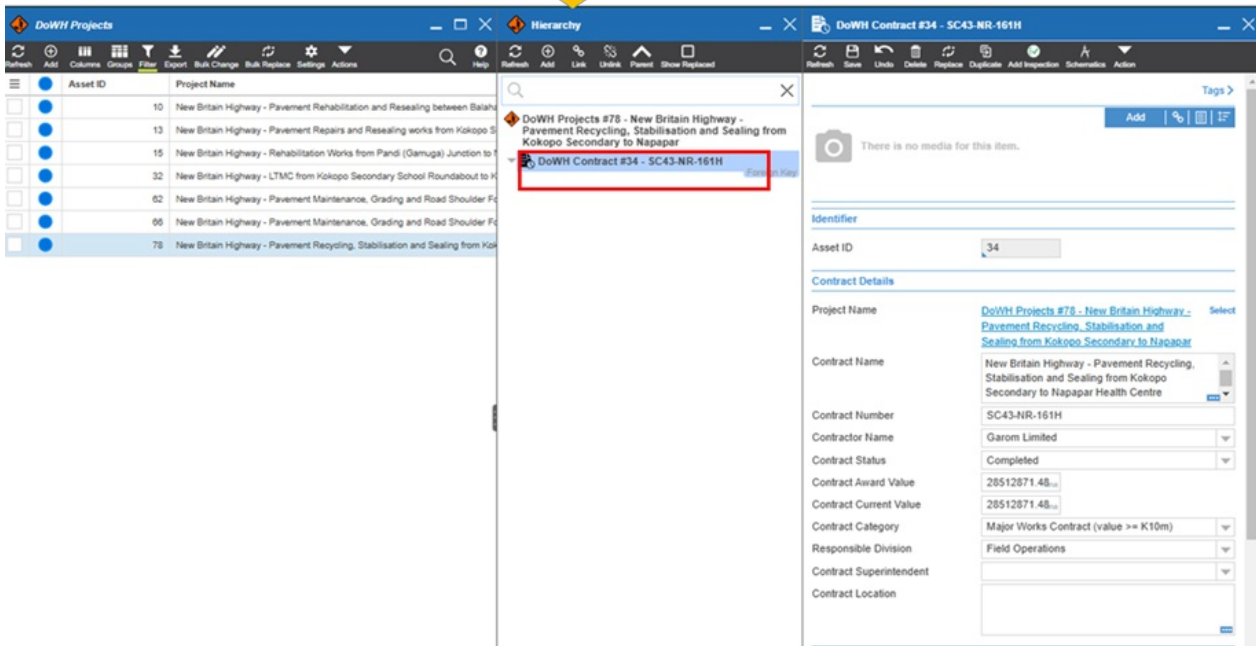 DoWH Projects
Refresh Add Columns Groups Filter Export Bulk Change Bulk Replace Settings Actions Help
Asset ID Project Name
10 New Britain Highway - Pavement Rehabilitation and Resealing between Balaha
13 New Britain Highway - Pavement Repairs and Resealing works from Kokopo S
15 New Britain Highway - Rehabilitation Works from Pandi (Gamuga) Junction to
32 New Britain Highway - LTMC from Kokopo Secondary School Roundabout to K
62 New Britain Highway - Pavement Maintenance, Grading and Road Shoulder Fo
66 New Britain Highway - Pavement Maintenance, Grading and Road Shoulder Fo
78 New Britain Highway - Pavement Recycling, Stabilisation and Sealing from Kok
Hierarchy
Refresh Add Link Unlink Parent Show Replaced
DoWH Projects #78 - New Britain Highway -
Pavement Recycling, Stabilisation and Sealing from
Kokopo Secondary to Napapar
DoWH Contract #34 - SC43-NR-161H
Foreign Key
DoWH Contract #34 - SC43-NR-161H
Refresh Save Undo Delete Replace Duplicate Add Inspection Schematics Action
Tags >
Add
There is no media for this item.
Identifier
Asset ID 34
Contract Details
Project Name DoWH Projects #78 - New Britain Highway - Select
Pavement Recycling, Stabilisation and
Sealing from Kokopo Secondary to Napapar
Contract Name New Britain Highway - Pavement Recycling,
Stabilisation and Sealing from Kokopo
Secondary to Napapar Health Centre
Contract Number SC43-NR-161H
Contractor Name Garom Limited
Contract Status Completed
Contract Award Value 28512871.48
Contract Current Value 28512871.48
Contract Category Major Works Contract (value >= K10m)
Responsible Division Field Operations
Contract Superintendent
Contract Location